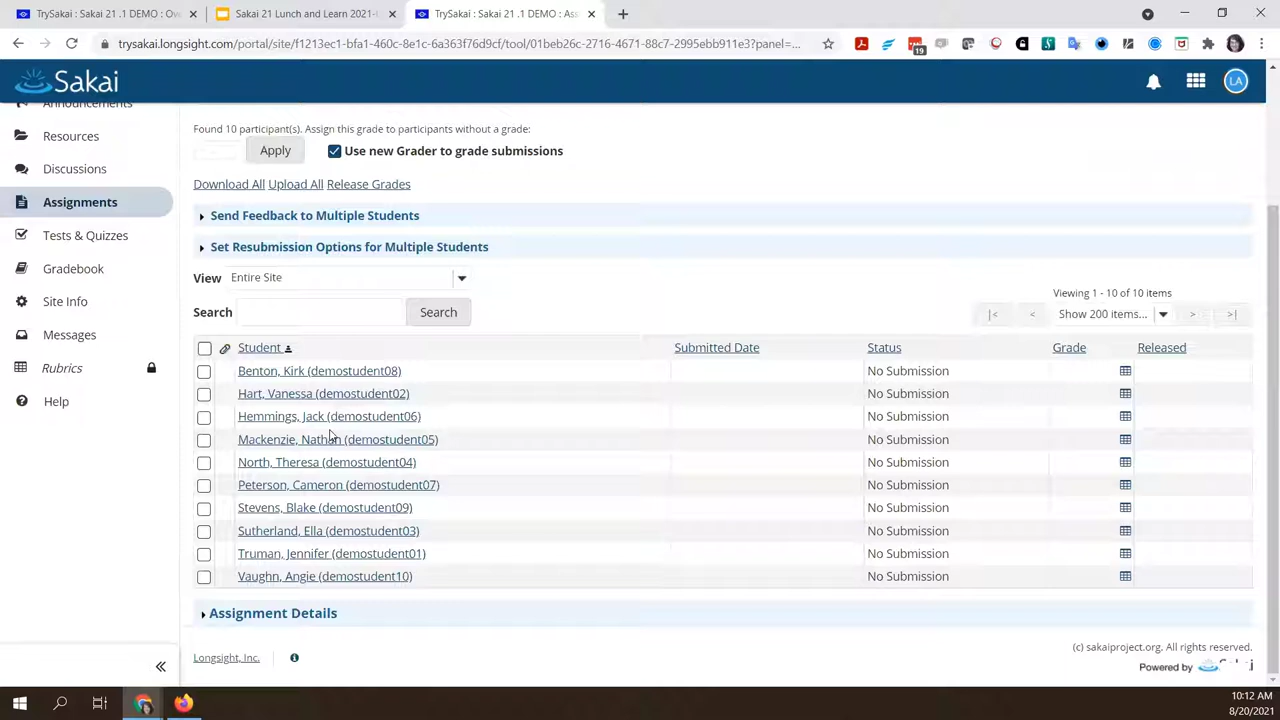 TrySakai : Sakai 21 .1 DEMO : Ov
Sakai 21 Lunch and Learn 2021-
TrySakai : Sakai 21 .1 DEMO : Ass
trysakai.longsight.com/portal/site/f1213ec1-bfa1-460c-8e1c-6a363f7c69cf/tool/01beb26c-2716-4671-88c7-2995ebb911e3?panel=...
19
Sakai
LA
Announcements
Resources
Discussions
Assignments
Tests & Quizzes
Gradebook
Site Info
Messages
Rubrics
Help
Found 10 participant(s). Assign this grade to participants without a grade:
Apply
Use new Grader to grade submissions
Download All Upload All Release Grades
Send Feedback to Multiple Students
Set Resubmission Options for Multiple Students
View Entire Site
Viewing 1 - 10 of 10 items
Search Search
|< < Show 200 items... > >|
Student Submitted Date Status Grade Released
Benton, Kirk (demostudent08) No Submission
Hart, Vanessa (demostudent02) No Submission
Hemmings, Jack (demostudent06) No Submission
Mackenzie, Nathan (demostudent05) No Submission
North, Theresa (demostudent04) No Submission
Peterson, Cameron (demostudent07) No Submission
Stevens, Blake (demostudent09) No Submission
Sutherland, Ella (demostudent03) No Submission
Truman, Jennifer (demostudent01) No Submission
Vaughn, Angie (demostudent10) No Submission
Assignment Details
Longsight, Inc.
(c) sakaiproject.org. All rights reserved.
Powered by Sakai
10:12 AM
8/20/2021